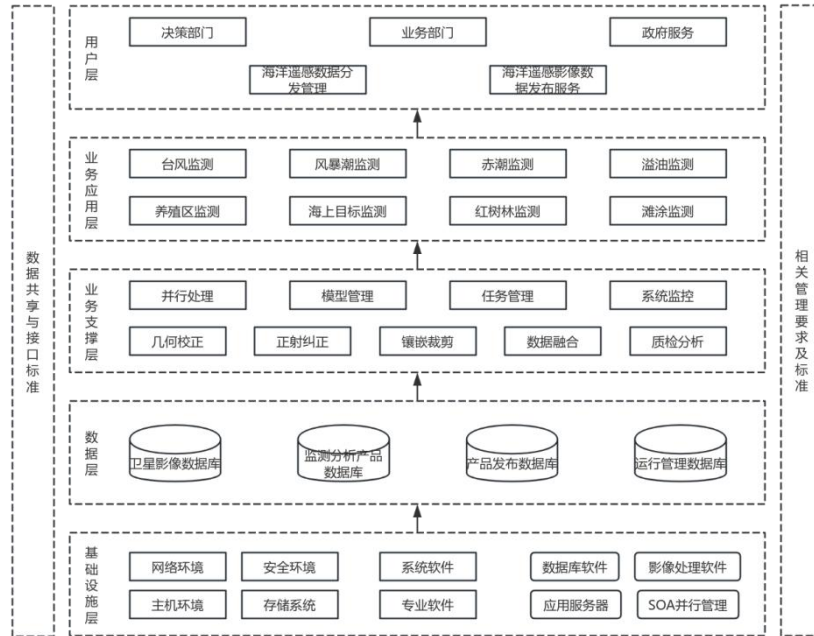 数据共享与接口标准
用户层
决策部门
业务部门
政府服务
海洋遥感数据分
发管理
海洋遥感影像数
据发布服务
业务应用层
台风监测
风暴潮监测
赤潮监测
溢油监测
养殖区监测
海上目标监测
红树林监测
滩涂监测
业务支撑层
并行处理
模型管理
任务管理
系统监控
几何校正
正射纠正
镶嵌裁剪
数据融合
质检分析
数据层
卫星影像数据库
监测分析产品
数据库
产品发布数据库
运行管理数据库
基础设施层
网络环境
安全环境
系统软件
数据库软件
影像处理软件
主机环境
存储系统
专业软件
应用服务器
SOA并行管理
相关管理要求及标准